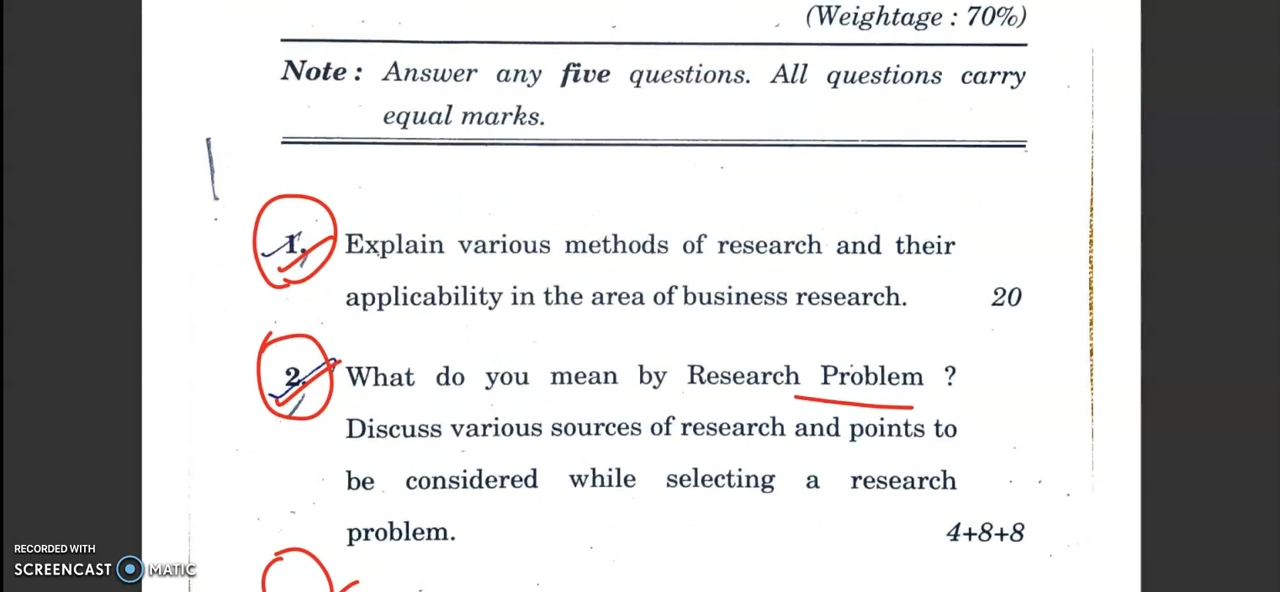 (Weightage : 70%)
Note : Answer any five questions. All questions carry
equal marks.
1. Explain various methods of research and their
applicability in the area of business research. 20
2. What do you mean by Research Problem ?
Discuss various sources of research and points to
be considered while selecting a research
problem. 4+8+8
RECORDED WITH
SCREENCAST MATIC